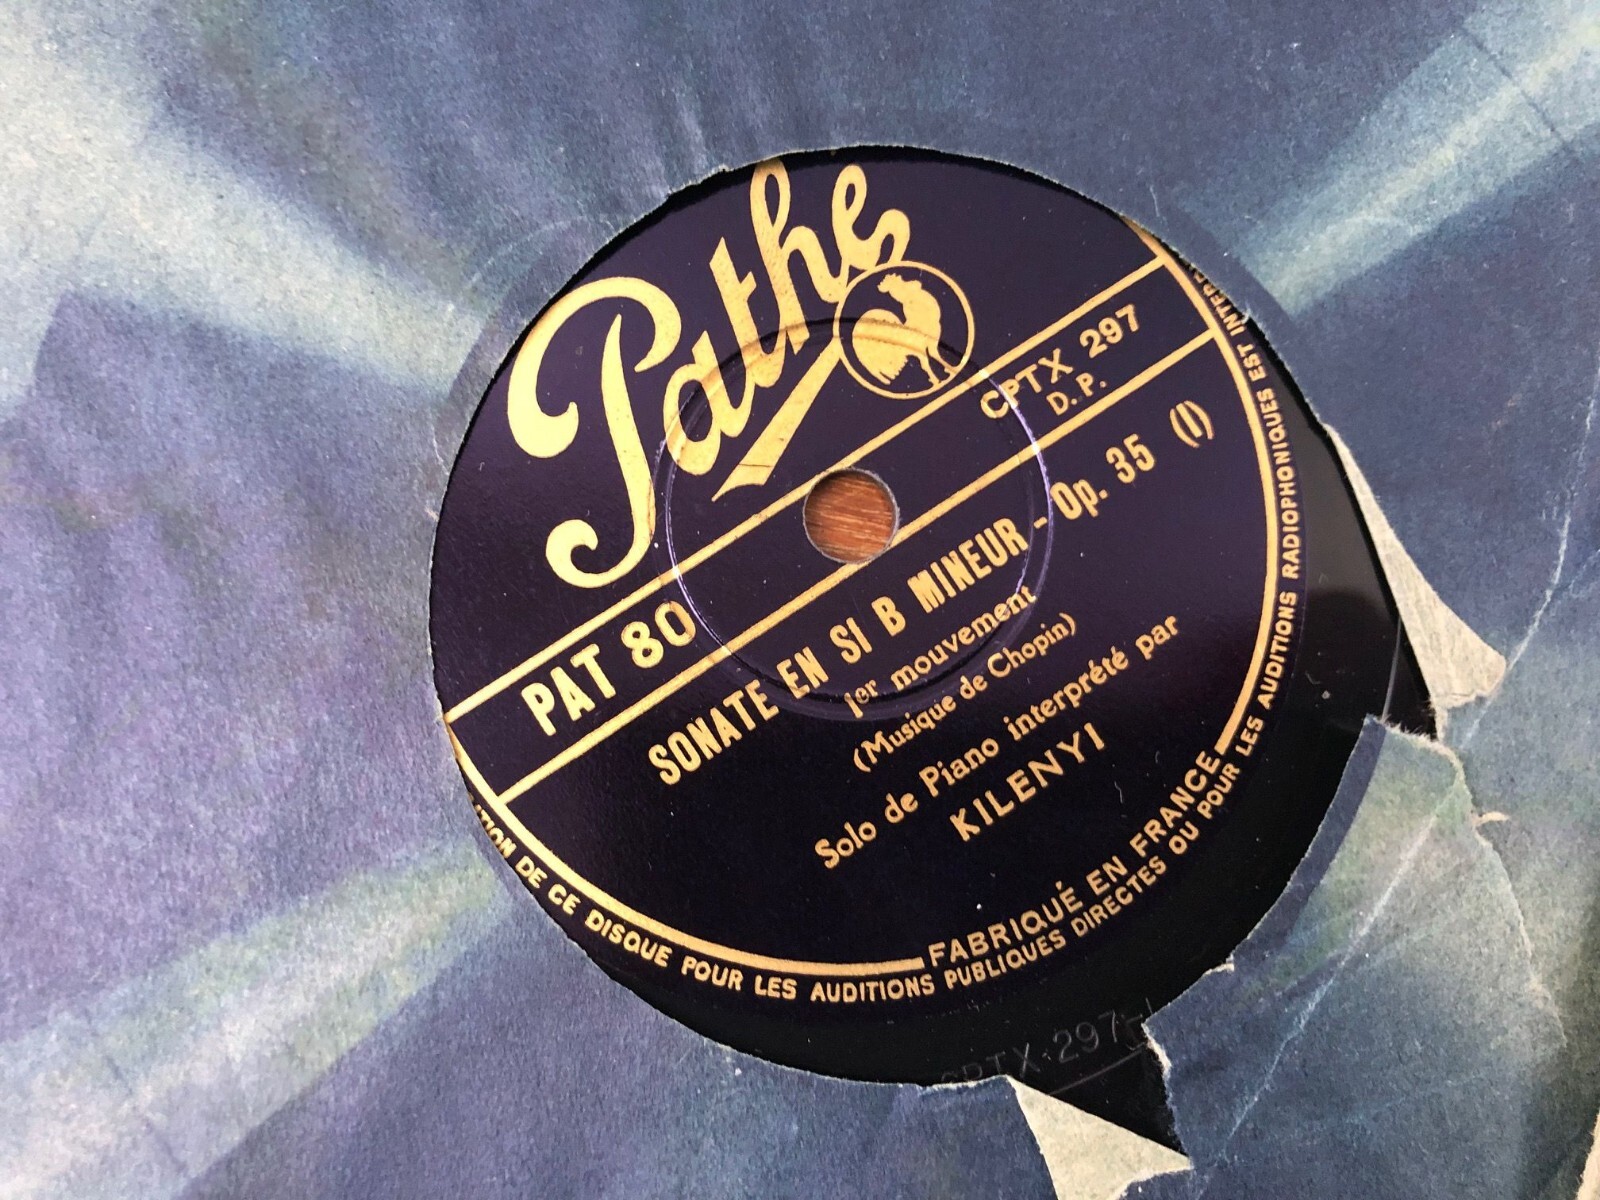 Pathé
CPTX 297
D. P.
PAT 80
SONATE EN SI B MINEUR - Op. 35 (I)
1er mouvement
(Musique de Chopin)
Solo de Piano interprété par
KILENYI
FABRIQUÉ EN FRANCE
DE CE DISQUE POUR LES AUDITIONS PUBLIQUES DIRECTES OU POUR LES AUDITIONS RADIOPHONIQUES EST
CPTX 297-1